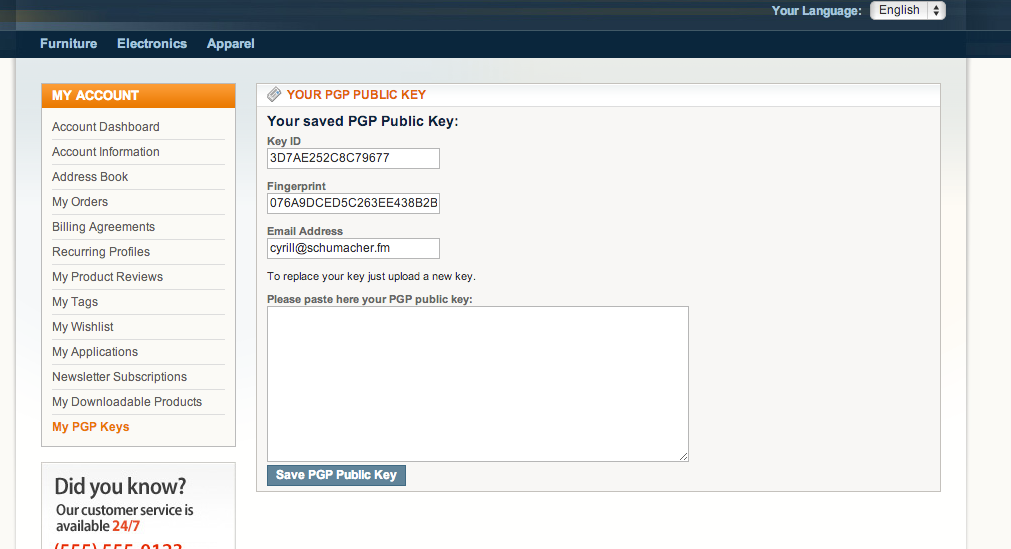 Your Language: English
Furniture Electronics Apparel
MY ACCOUNT
Account Dashboard
Account Information
Address Book
My Orders
Billing Agreements
Recurring Profiles
My Product Reviews
My Tags
My Wishlist
My Applications
Newsletter Subscriptions
My Downloadable Products
My PGP Keys
Did you know?
Our customer service is
available 24/7
(555) 555-0123
YOUR PGP PUBLIC KEY
Your saved PGP Public Key:
Key ID
3D7AE252C8C79677
Fingerprint
076A9DCED5C263EE438B2B
Email Address
cyrill@schumacher.fm
To replace your key just upload a new key.
Please paste here your PGP public key:
Save PGP Public Key